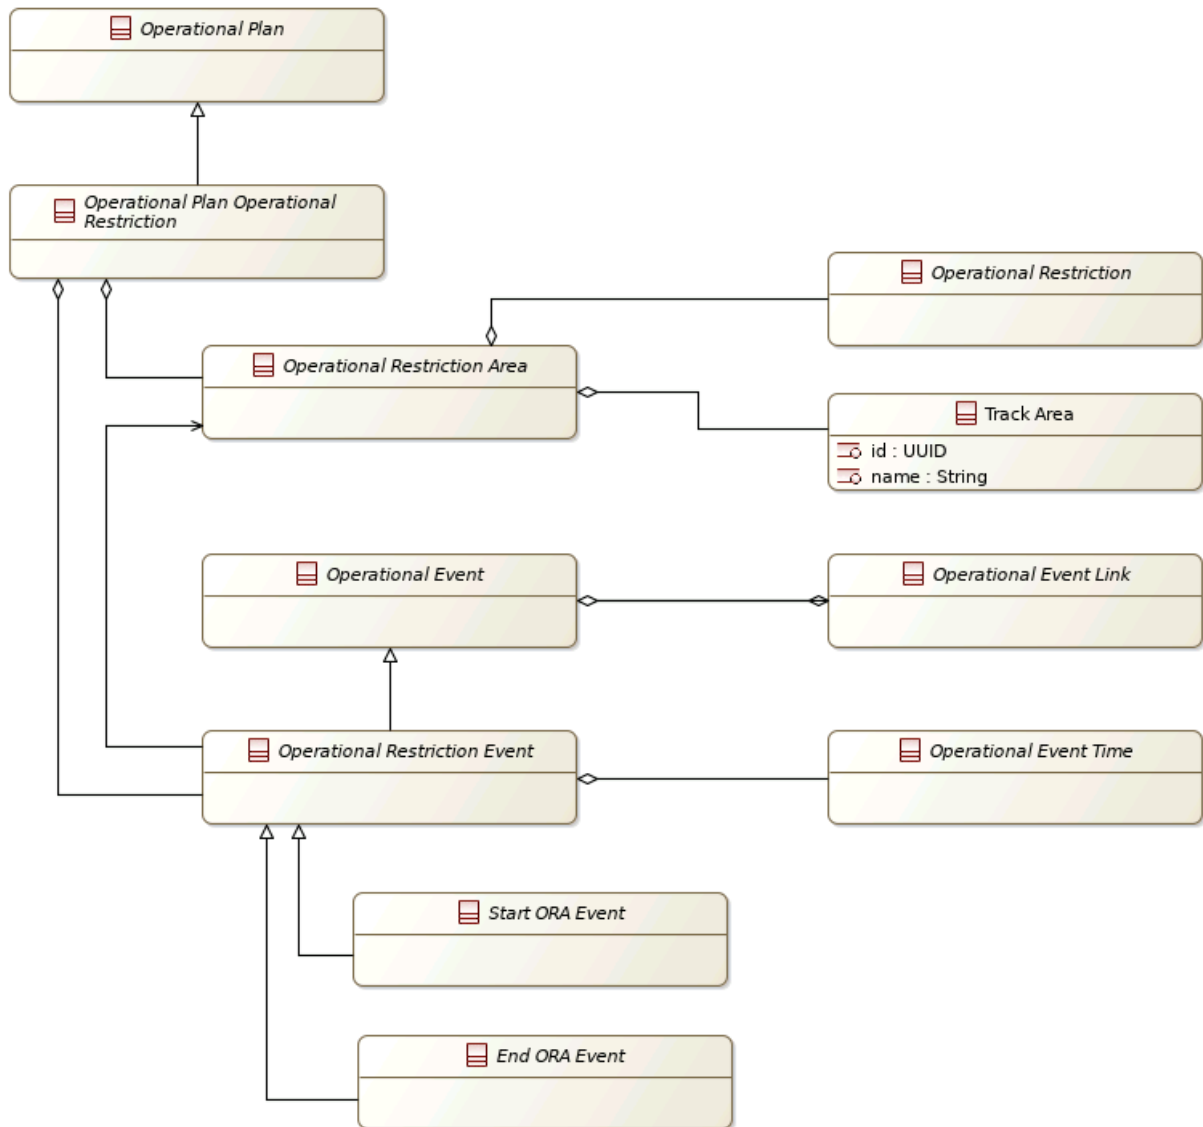 Operational Plan
Operational Plan Operational
Restriction
Operational Restriction
Operational Restriction Area
Track Area
id : UUID
name : String
Operational Event
Operational Event Link
Operational Restriction Event
Operational Event Time
Start ORA Event
End ORA Event